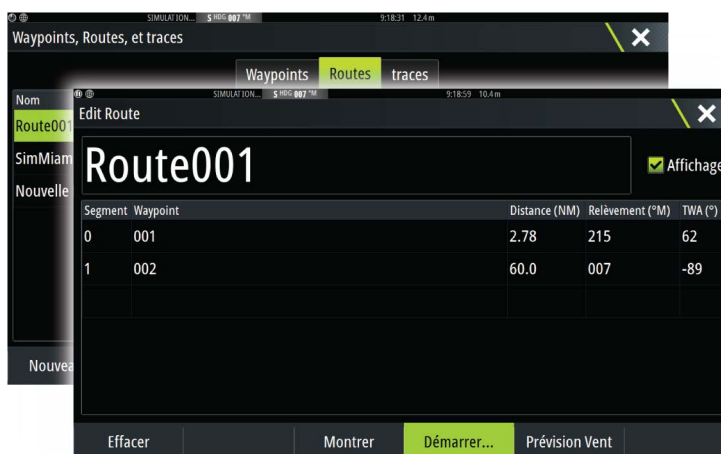 SIMULATION... S HDG 007 °M 9:18:31 12.4 m
Waypoints, Routes, et traces
Waypoints Routes traces
Nom
Route001
SimMiam
Nouvelle
Nouvea
SIMULATION... S HDG 007 °M 9:18:59 10.4 m
Edit Route
Route001
Affichage
Segment Waypoint Distance (NM) Relèvement (°M) TWA (°)
0 001 2.78 215 62
1 002 60.0 007 -89
Effacer Montrer Démarrer... Prévision Vent